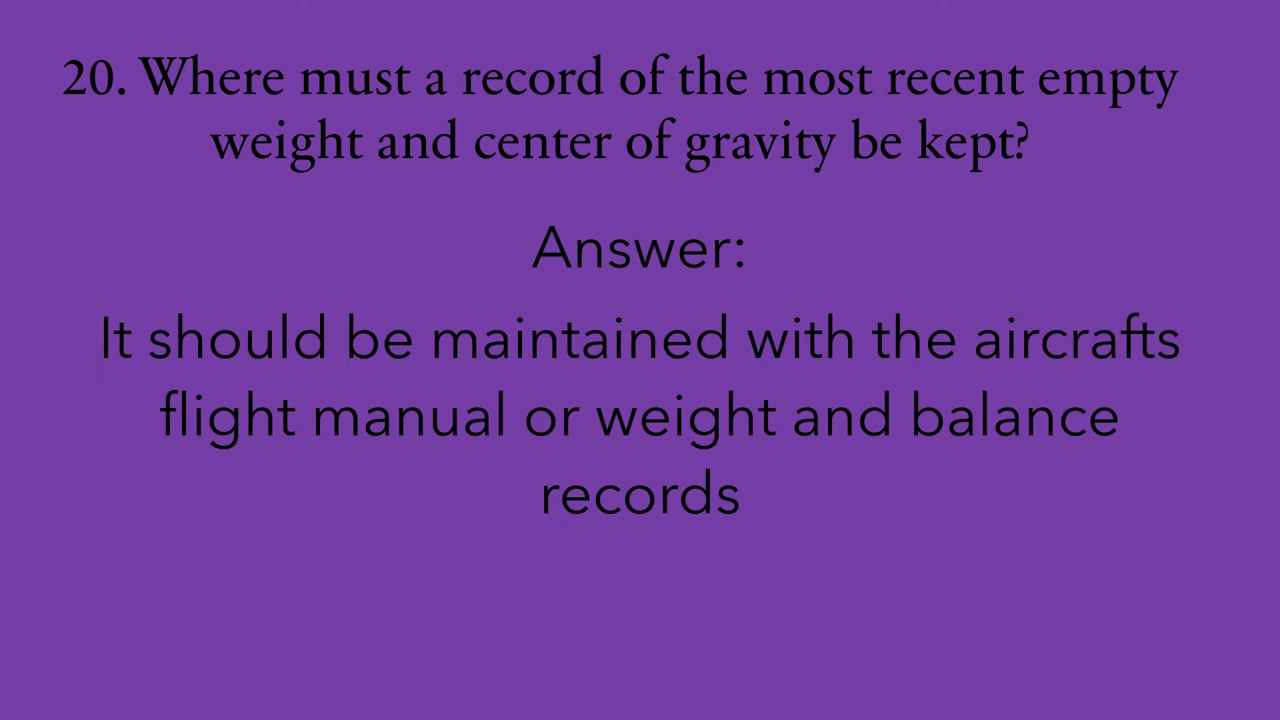 20. Where must a record of the most recent empty
weight and center of gravity be kept?
Answer:
It should be maintained with the aircrafts
flight manual or weight and balance
records